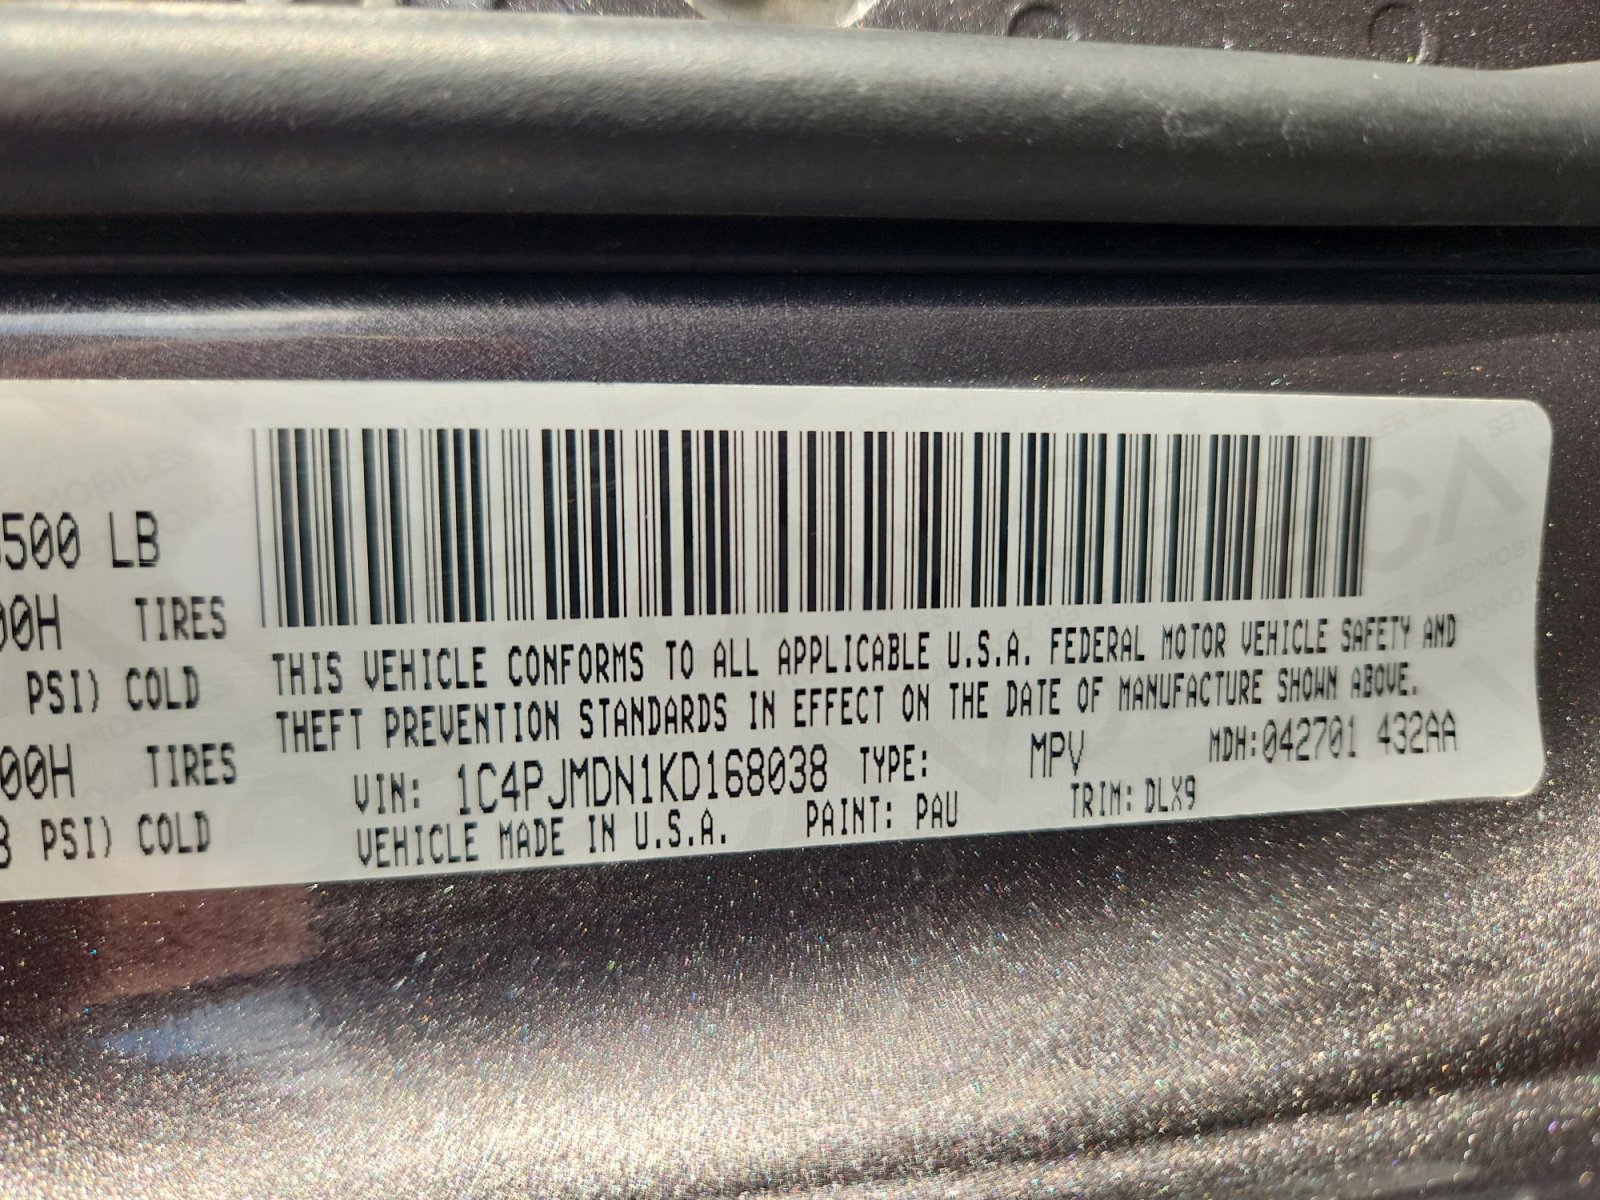 500 LB
00H TIRES
PSI) COLD
00H TIRES
PSI) COLD
THIS VEHICLE CONFORMS TO ALL APPLICABLE U.S.A. FEDERAL MOTOR VEHICLE SAFETY AND
THEFT PREVENTION STANDARDS IN EFFECT ON THE DATE OF MANUFACTURE SHOWN ABOVE.
VIN: 1C4PJMDN1KD168038 TYPE: MPV MDH:042701 432AA
VEHICLE MADE IN U.S.A. PAINT: PAU TRIM: DLX9